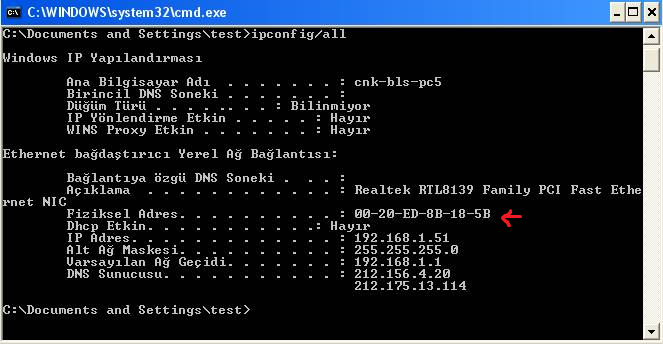 C:\WINDOWS\system32\cmd.exe
C:\Documents and Settings\test>ipconfig/all
Windows IP Yapılandırması
Ana Bilgisayar Adı . . . . . . . : cnk-bls-pc5
Birincil DNS Soneki . . . . . . :
Düğüm Türü . . . . . . . . : Bilinmiyor
IP Yönlendirme Etkin . . . . . : Hayır
WINS Proxy Etkin . . . . . . : Hayır
Ethernet bağdaştırıcı Yerel Ağ Bağlantısı:
Bağlantıya özgü DNS Soneki . . . :
Açıklama . . . . . . . . . . . . : Realtek RTL8139 Family PCI Fast Ethe
rnet NIC
Fiziksel Adres. . . . . . . . . . : 00-20-ED-8B-18-5B
Dhcp Etkin. . . . . . . . . . . : Hayır
IP Adres. . . . . . . . . . . . . : 192.168.1.51
Alt Ağ Maskesi. . . . . . . . . . : 255.255.255.0
Varsayılan Ağ Geçidi. . . . . . . : 192.168.1.1
DNS Sunucusu. . . . . . . . . . . : 212.156.4.20
212.175.13.114
C:\Documents and Settings\test>